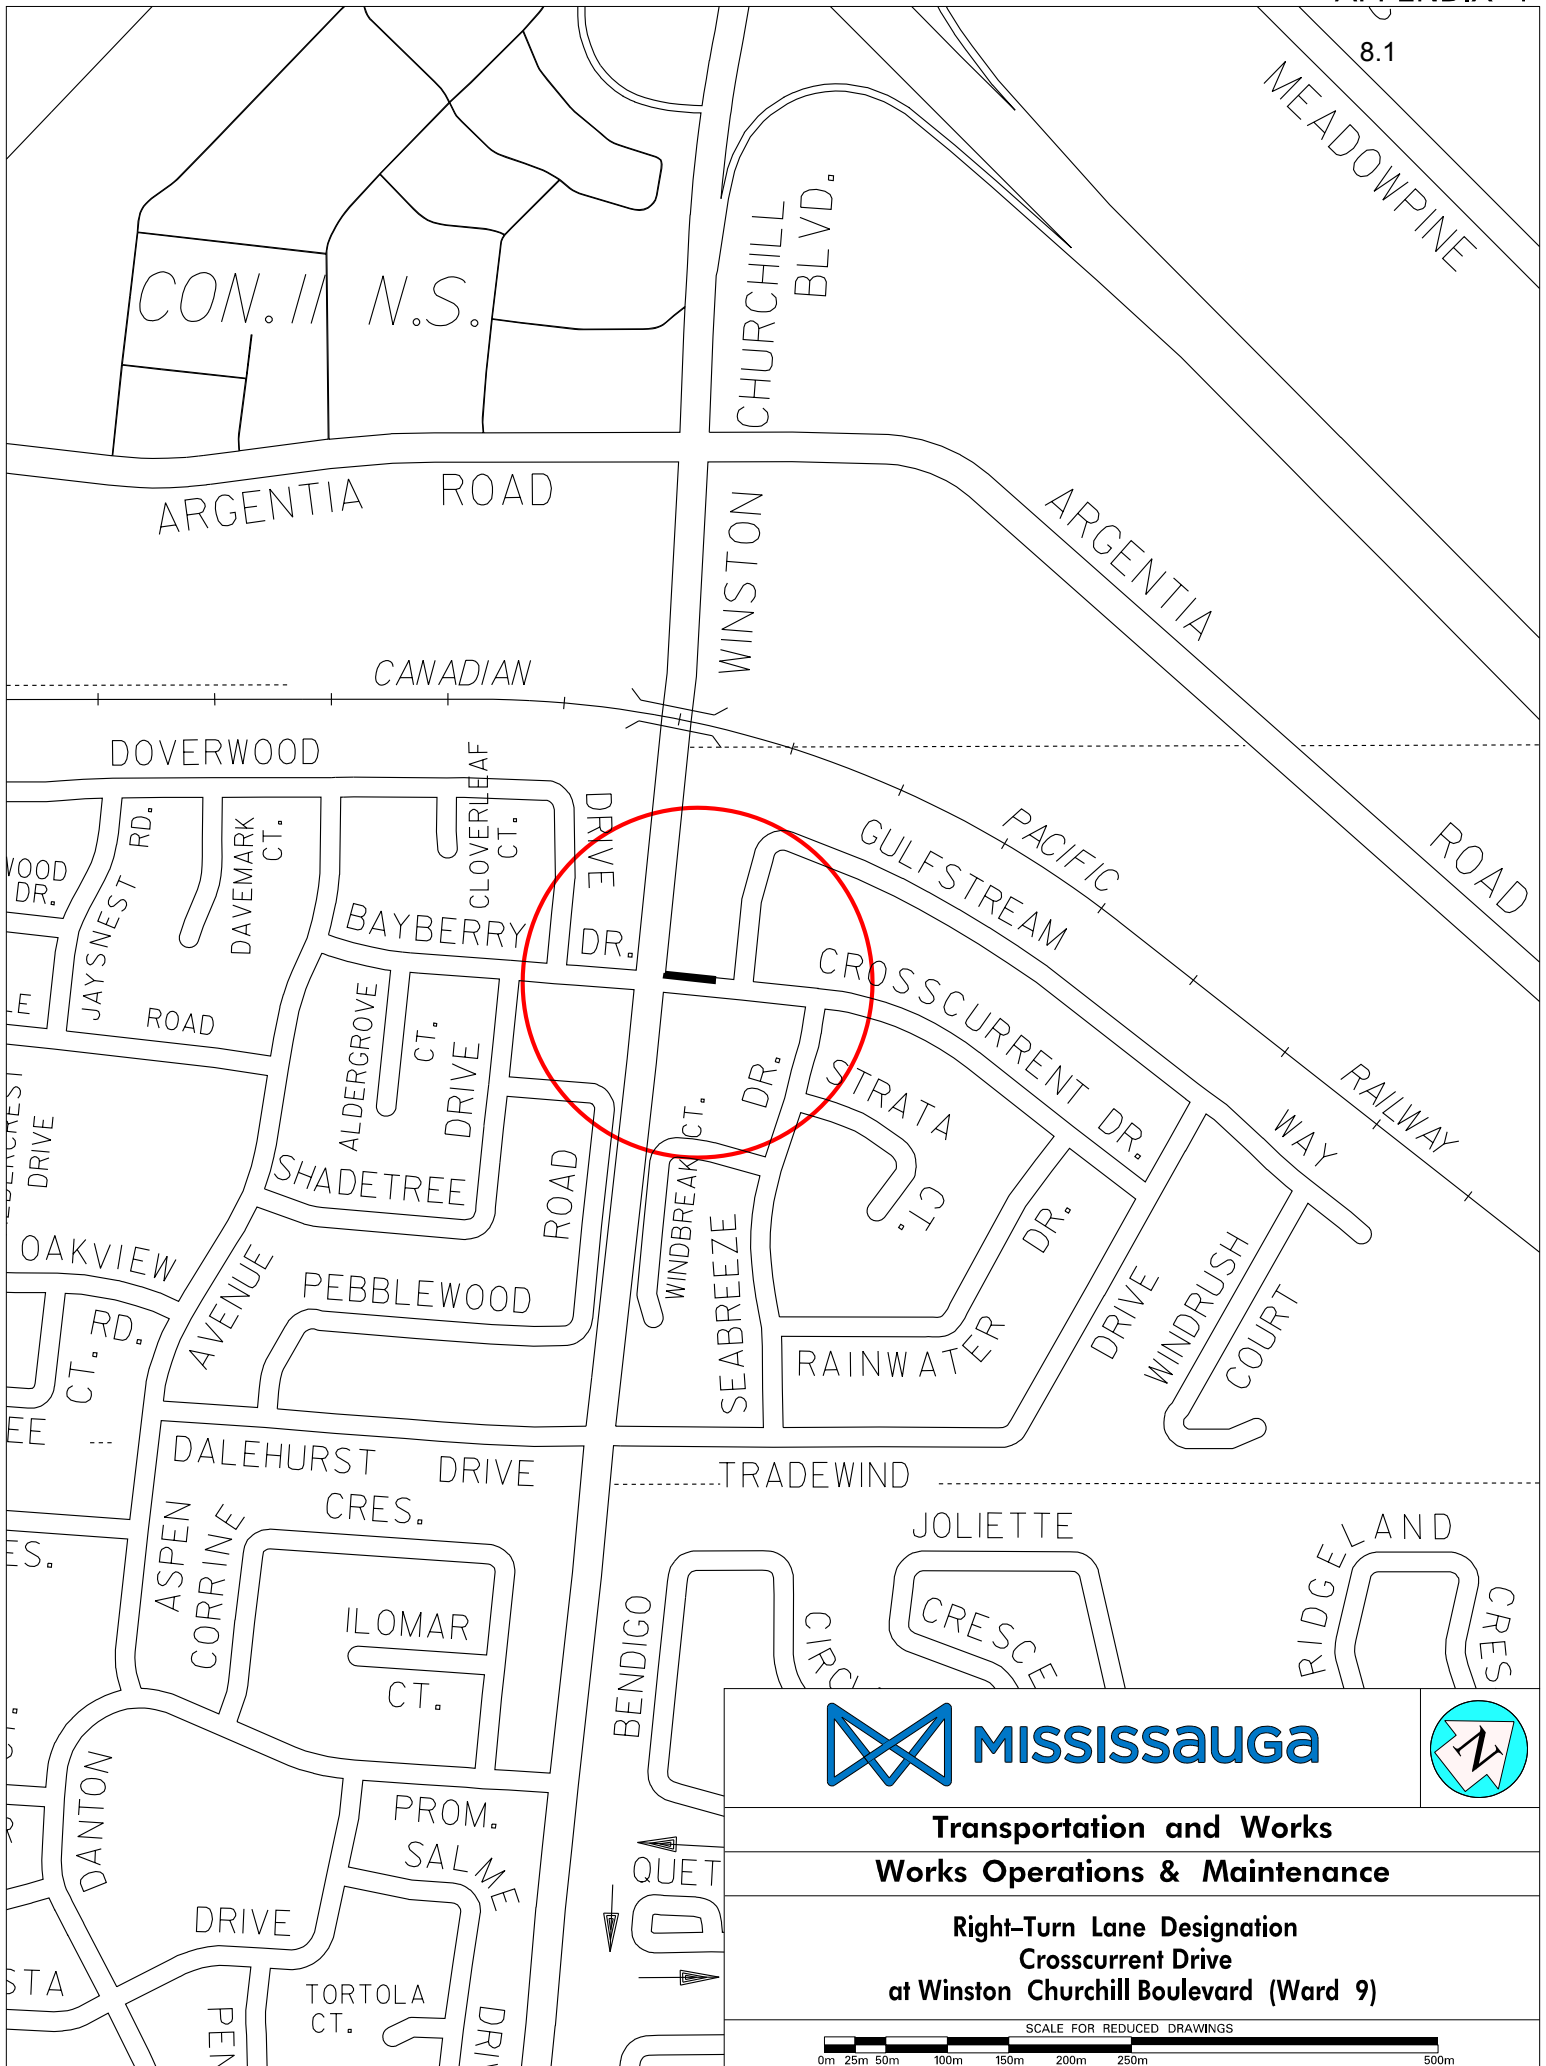 8.1
MEADOWPINE
CHURCHILL
BLVD.
CON. II N.S.
ARGENTIA ROAD
WINSTON
ARGENTIA
ROAD
CANADIAN
PACIFIC
RAILWAY
DOVERWOOD
DRIVE
CLOVERLEAF
CT.
RD.
JAYSNEST
DAVEMARK
CT.
DR.
BAYBERRY
DR.
GULFSTREAM
WAY
CROSSCURRENT DR.
ROAD
ALDERGROVE
CT.
DRIVE
SHADETREE
ROAD
WINDBREAK CT.
DR.
SEABREEZE
STRATA
CT.
DRIVE
OAKVIEW
RD.
CT.
AVENUE
PEBBLEWOOD
RAINWATER
DR.
DRIVE
WINDRUSH
COURT
DALEHURST DRIVE
TRADEWIND
CRES.
CORRINE
ASPEN
ILOMAR
CT.
BENDIGO
JOLIETTE
RIDGELAND
CRES
DANTON
DRIVE
PROM.
SALME
TORTOLA
CT.
MISSISSAUGA
N
Transportation and Works
Works Operations & Maintenance
Right-Turn Lane Designation
Crosscurrent Drive
at Winston Churchill Boulevard (Ward 9)
SCALE FOR REDUCED DRAWINGS
0m 25m 50m 100m 150m 200m 250m 500m